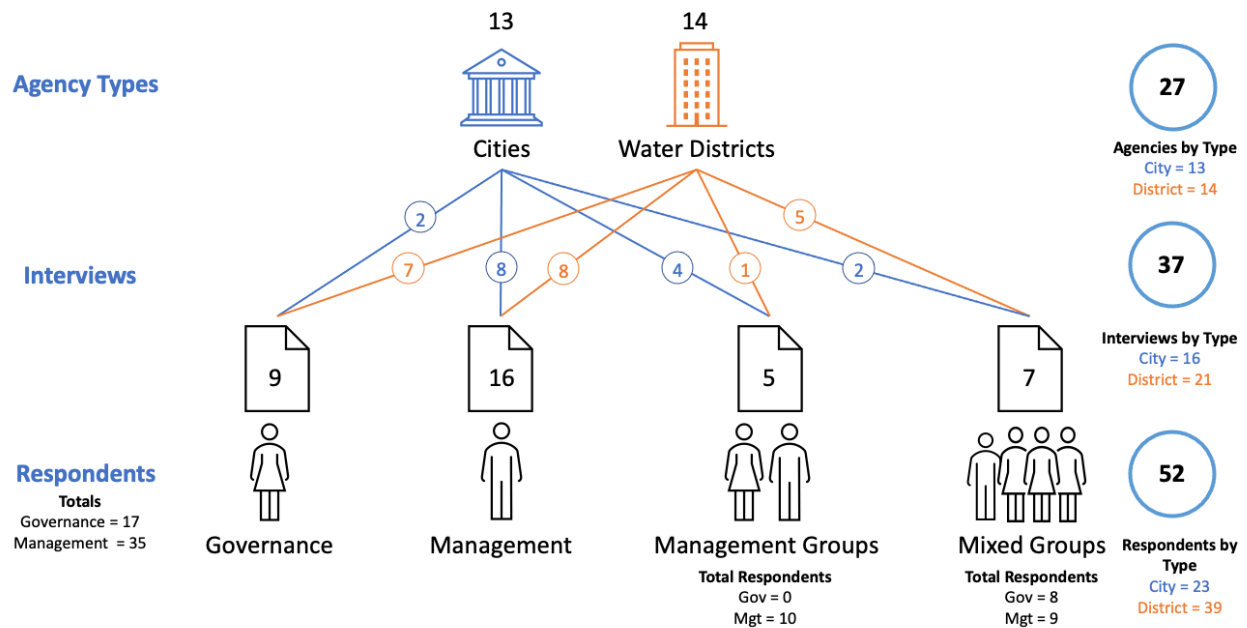 13
14
Agency Types
Cities
Water Districts
27
Agencies by Type
City = 13
District = 14
2
5
Interviews
7
8
8
4
1
2
37
Interviews by Type
City = 16
District = 21
9
16
5
7
Respondents
Totals
Governance = 17
Management = 35
52
Governance
Management
Management Groups
Total Respondents
Gov = 0
Mgt = 10
Mixed Groups
Total Respondents
Gov = 8
Mgt = 9
Respondents by
Type
City = 23
District = 39